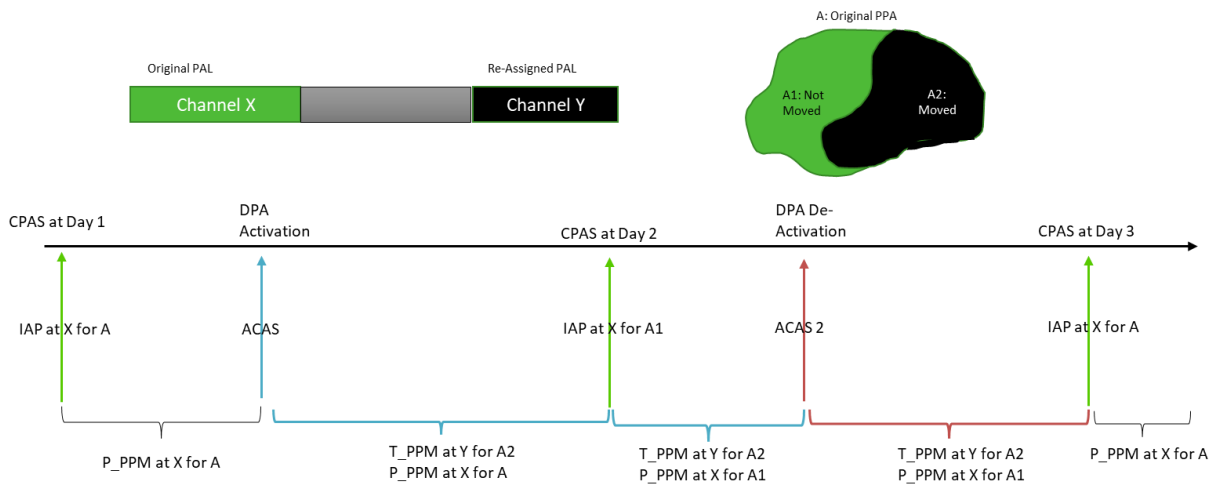 A: Original PPA
Original PAL
Re-Assigned PAL
Channel X
Channel Y
A1: Not
Moved
A2:
Moved
CPAS at Day 1
DPA
Activation
CPAS at Day 2
DPA De-
Activation
CPAS at Day 3
IAP at X for A
ACAS
IAP at X for A1
ACAS 2
IAP at X for A
P_PPM at X for A
T_PPM at Y for A2
P_PPM at X for A
T_PPM at Y for A2
P_PPM at X for A1
T_PPM at Y for A2
P_PPM at X for A1
P_PPM at X for A